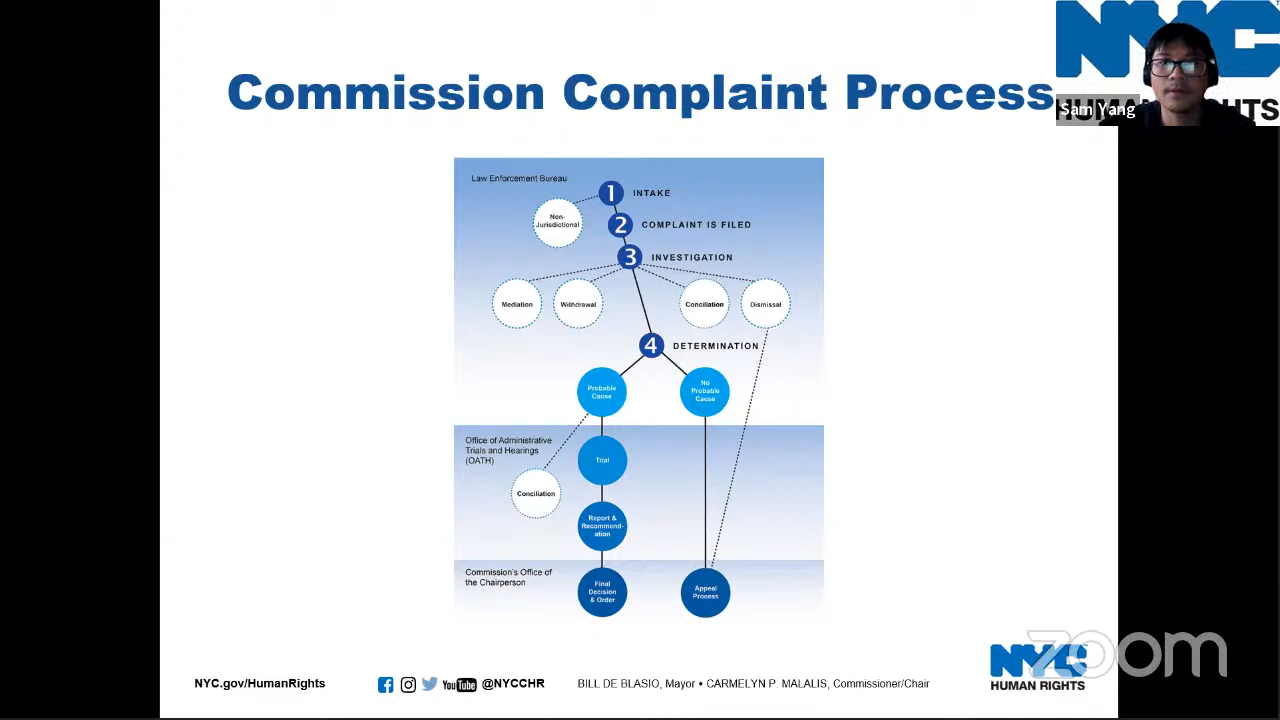 Commission Complaint Process
NYC
HUMAN RIGHTS
Sam Yang
Law Enforcement Bureau
1 INTAKE
Non-
Jurisdictional
2 COMPLAINT IS FILED
3 INVESTIGATION
Mediation
Withdrawal
Conciliation
Dismissal
4 DETERMINATION
Probable
Cause
No
Probable
Cause
Office of Administrative
Trials and Hearings
(OATH)
Trial
Conciliation
Report &
Recommend-
ation
Commission's Office of
the Chairperson
Final
Decision
& Order
Appeal
Process
NYC.gov/HumanRights
YouTube @NYCCHR
BILL DE BLASIO, Mayor • CARMELYN P. MALALIS, Commissioner/Chair
NYC
HUMAN RIGHTS
zoom